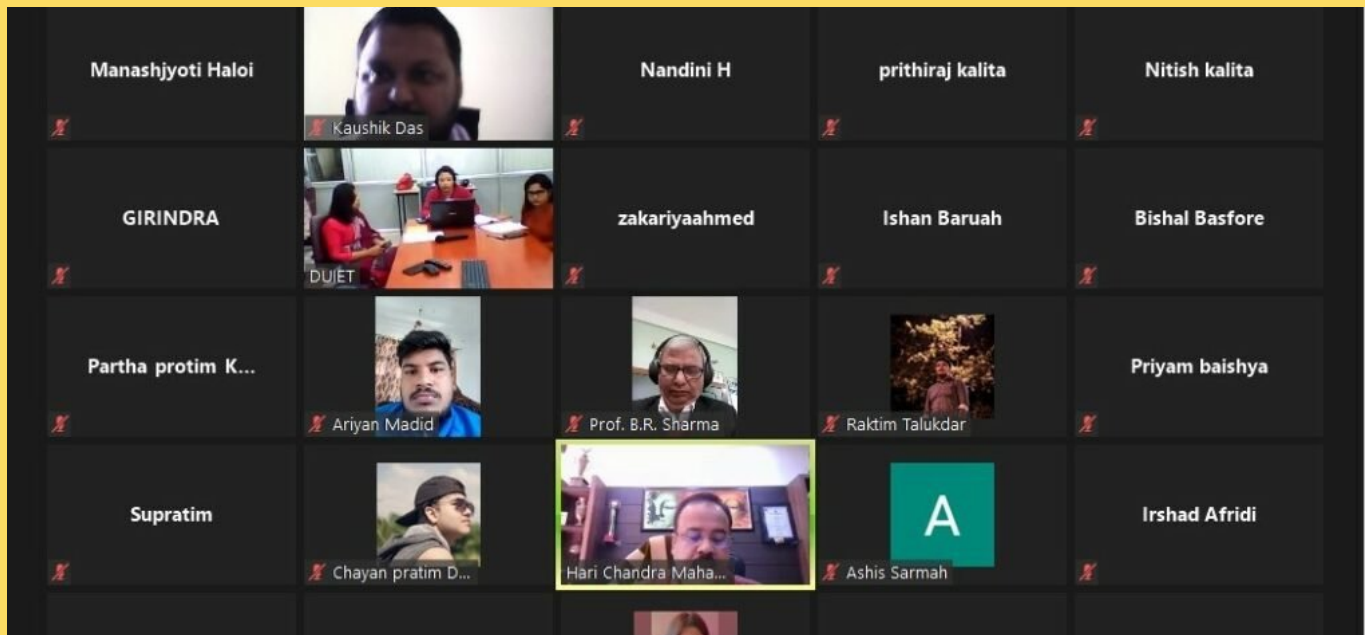 Manashjyoti Haloi
Kaushik Das
Nandini H
prithiraj kalita
Nitish kalita
GIRINDRA
DUIET
zakariyaahmed
Ishan Baruah
Bishal Basfore
Partha protim K...
Ariyan Madid
Prof. B.R. Sharma
Raktim Talukdar
Priyam baishya
Supratim
Chayan pratim D...
Hari Chandra Maha...
A
Ashis Sarmah
Irshad Afridi